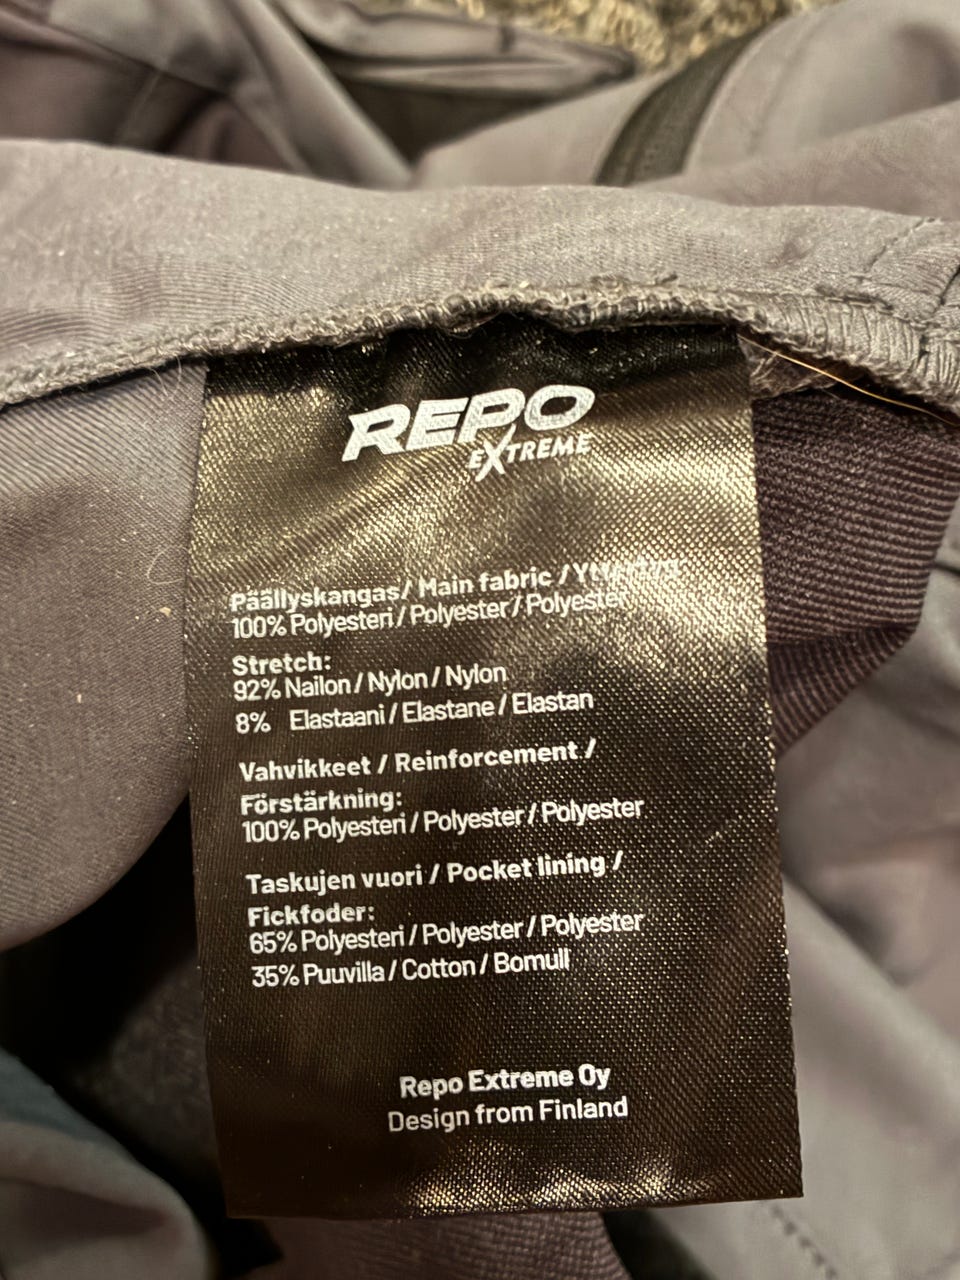 REPO
EXTREME
Päällyskangas/ Main fabric /
100% Polyesteri / Polyester / Polyester
Stretch:
92% Nailon / Nylon / Nylon
8% Elastaani / Elastane / Elastan
Vahvikkeet / Reinforcement /
Förstärkning:
100% Polyesteri / Polyester / Polyester
Taskujen vuori / Pocket lining /
Fickfoder:
65% Polyesteri / Polyester / Polyester
35% Puuvilla / Cotton / Bomull
Repo Extreme Oy
Design from Finland